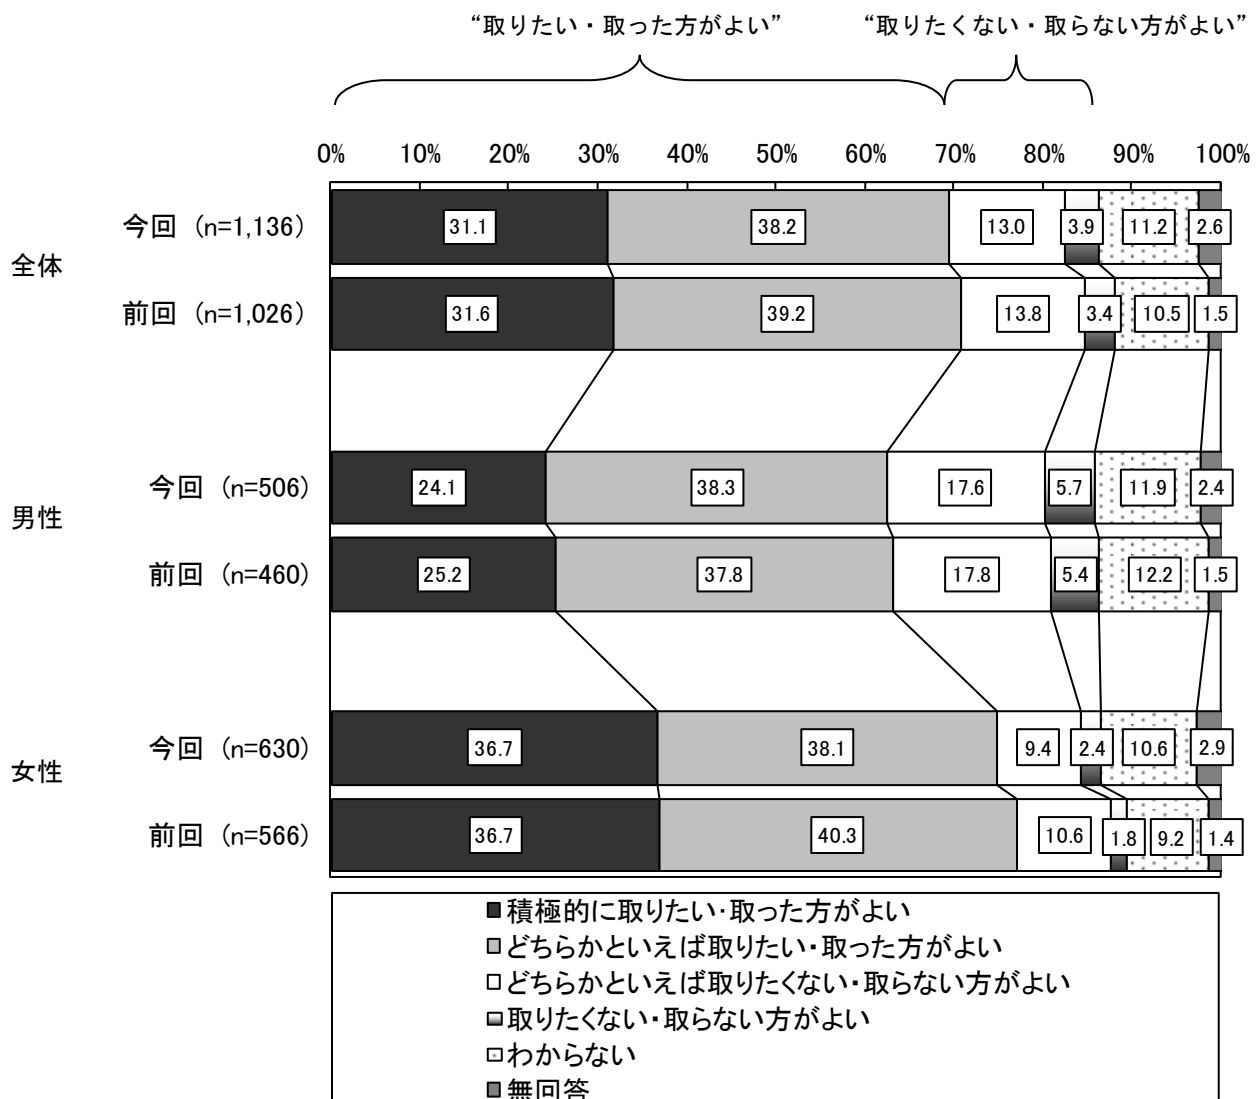 “取りたい・取った方がよい” “取りたくない・取らない方がよい”
0% 10% 20% 30% 40% 50% 60% 70% 80% 90% 100%
全体
今回 (n=1,136) 31.1 38.2 13.0 3.9 11.2 2.6
前回 (n=1,026) 31.6 39.2 13.8 3.4 10.5 1.5
男性
今回 (n=506) 24.1 38.3 17.6 5.7 11.9 2.4
前回 (n=460) 25.2 37.8 17.8 5.4 12.2 1.5
女性
今回 (n=630) 36.7 38.1 9.4 2.4 10.6 2.9
前回 (n=566) 36.7 40.3 10.6 1.8 9.2 1.4
積極的に取りたい・取った方がよい
どちらかといえば取りたい・取った方がよい
どちらかといえば取りたくない・取らない方がよい
取りたくない・取らない方がよい
わからない
無回答